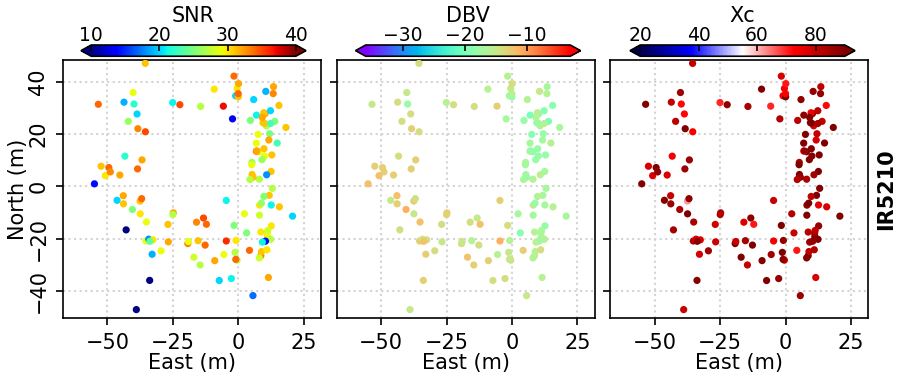 SNR
DBV
Xc
10 20 30 40
−30 −20 −10
20 40 60 80
North (m)
40
20
0
−20
−40
IR5210
−50 −25 0 25
−50 −25 0 25
−50 −25 0 25
East (m)
East (m)
East (m)